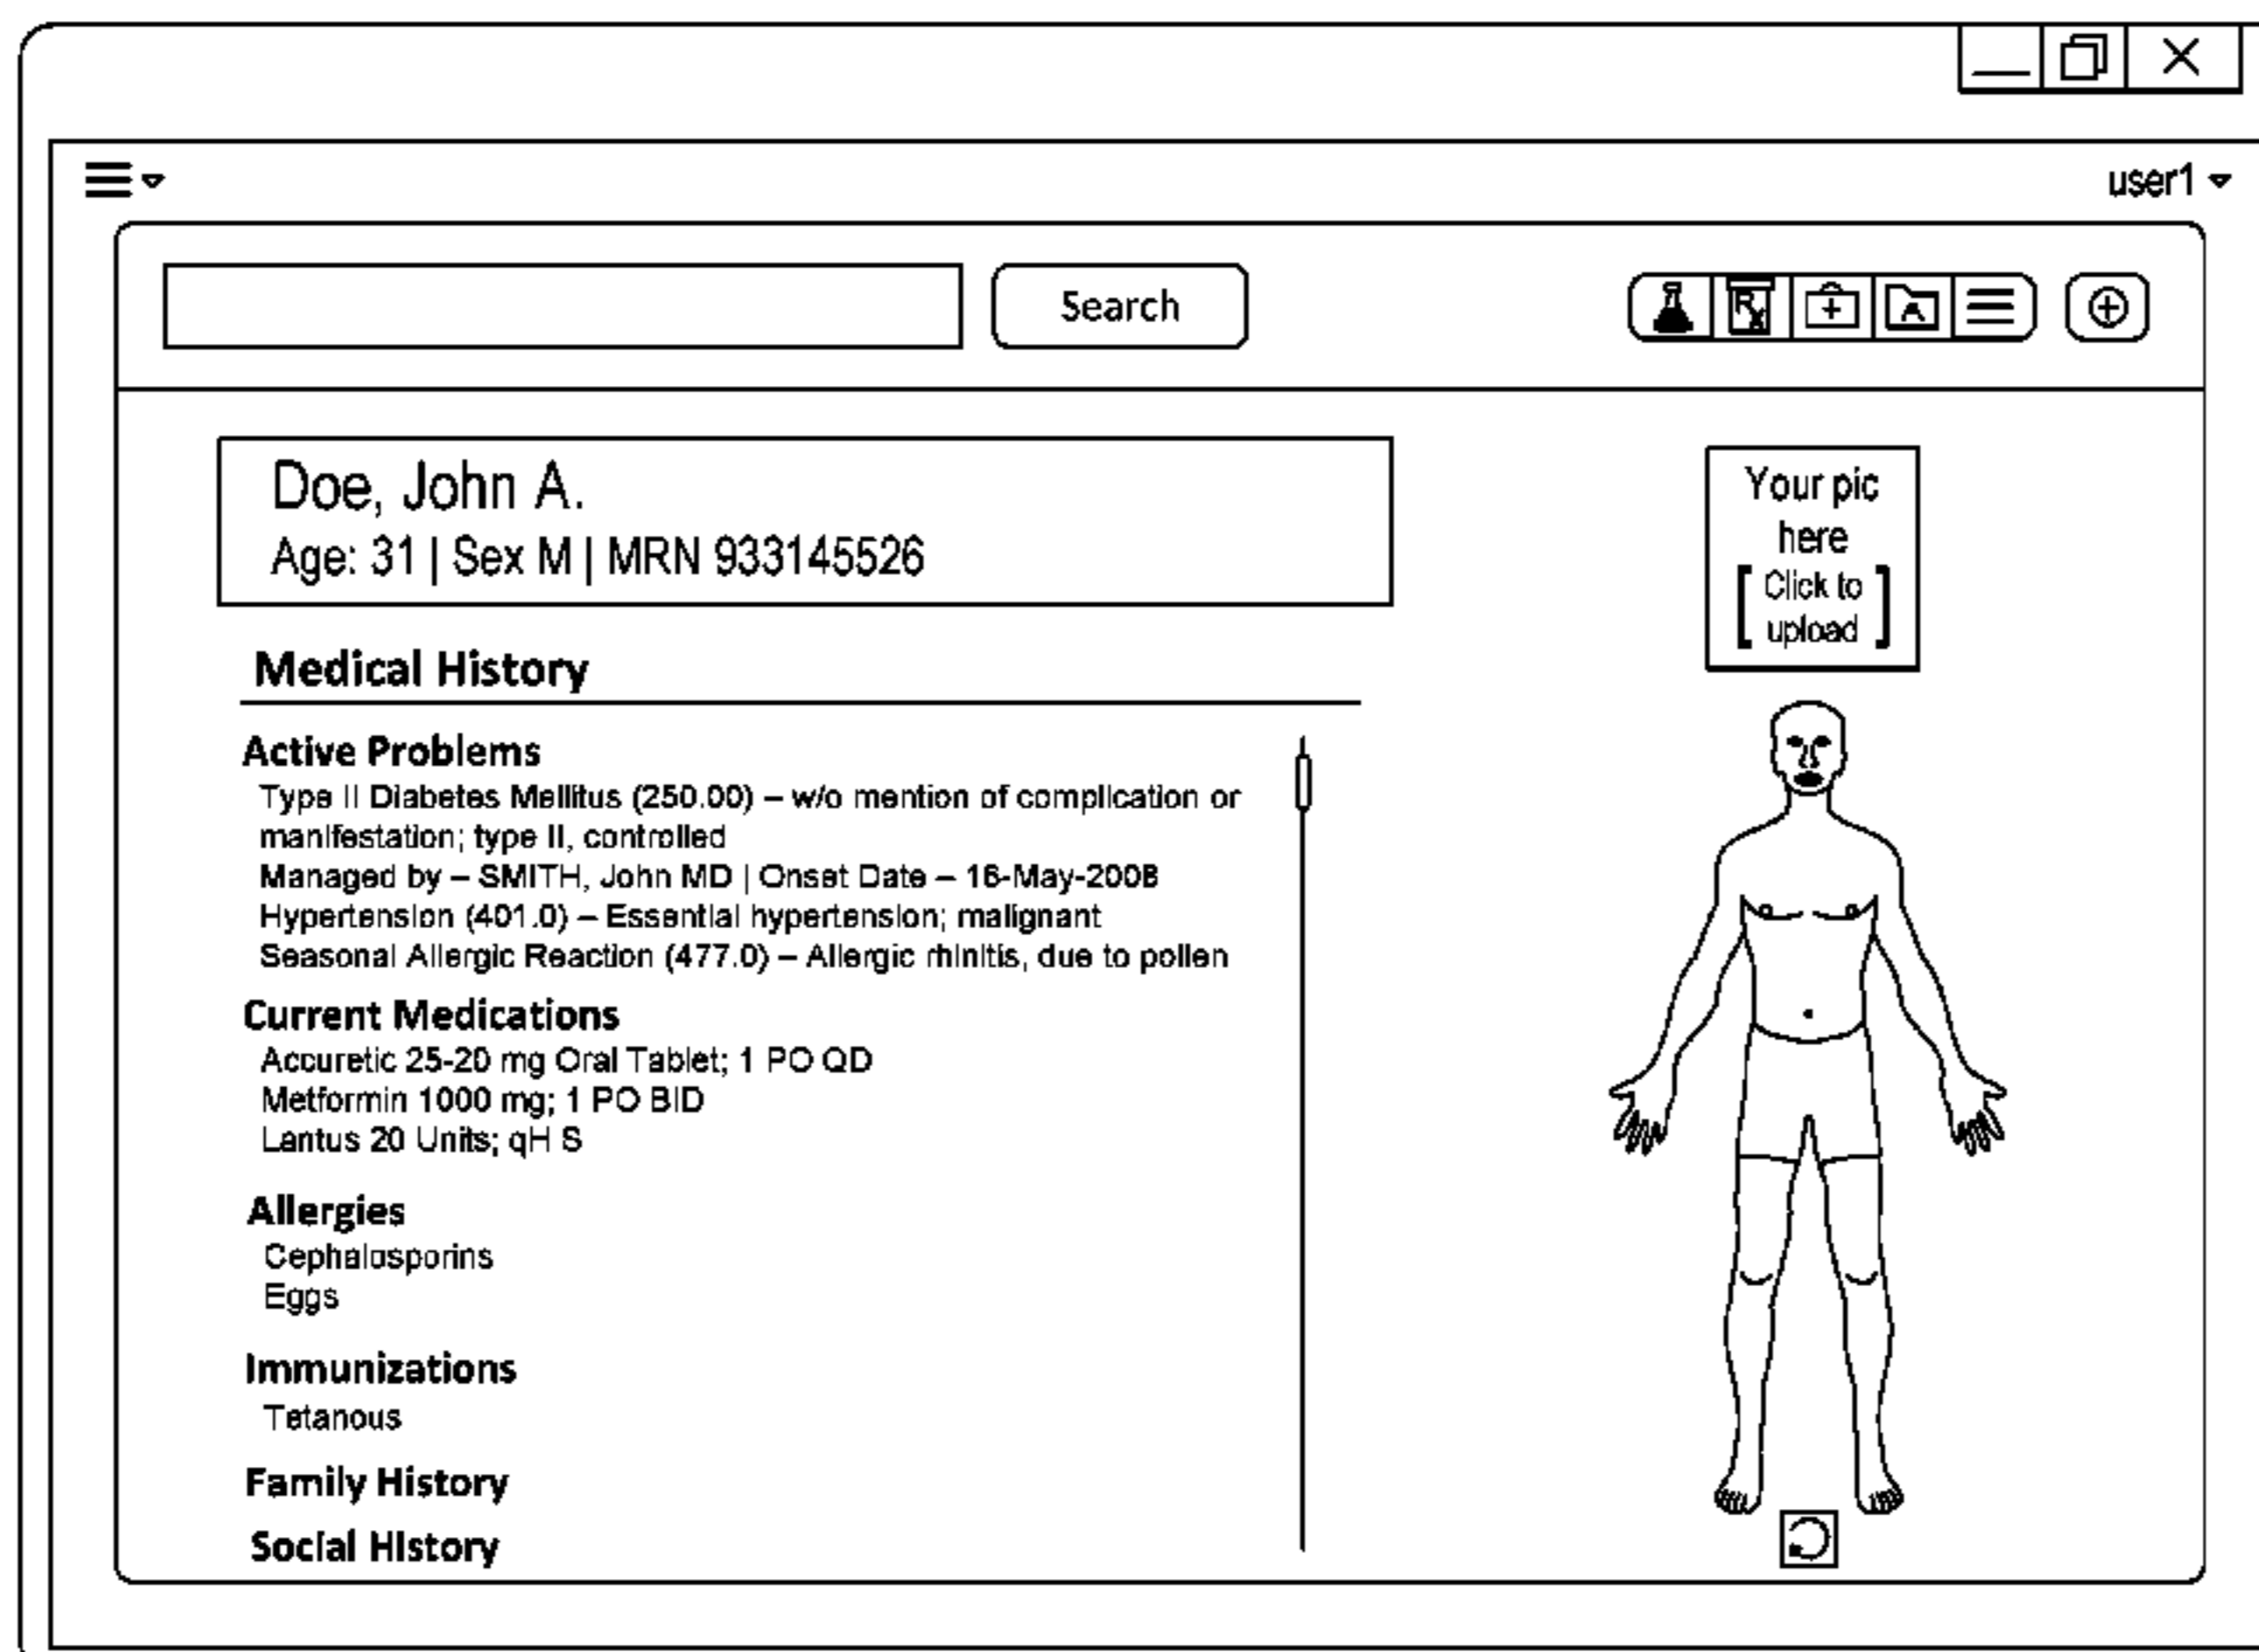 user1
Search
Doe, John A.
Age: 31 | Sex M | MRN 933145526
Your pic
here
[ Click to
upload ]
Medical History
Active Problems
Type II Diabetes Mellitus (250.00) – w/o mention of complication or
manifestation; type II, controlled
Managed by – SMITH, John MD | Onset Date – 16-May-2008
Hypertension (401.0) – Essential hypertension; malignant
Seasonal Allergic Reaction (477.0) – Allergic rhinitis, due to pollen
Current Medications
Accuretic 25-20 mg Oral Tablet; 1 PO QD
Metformin 1000 mg; 1 PO BID
Lantus 20 Units; qH S
Allergies
Cephalosporins
Eggs
Immunizations
Tetanous
Family History
Social History